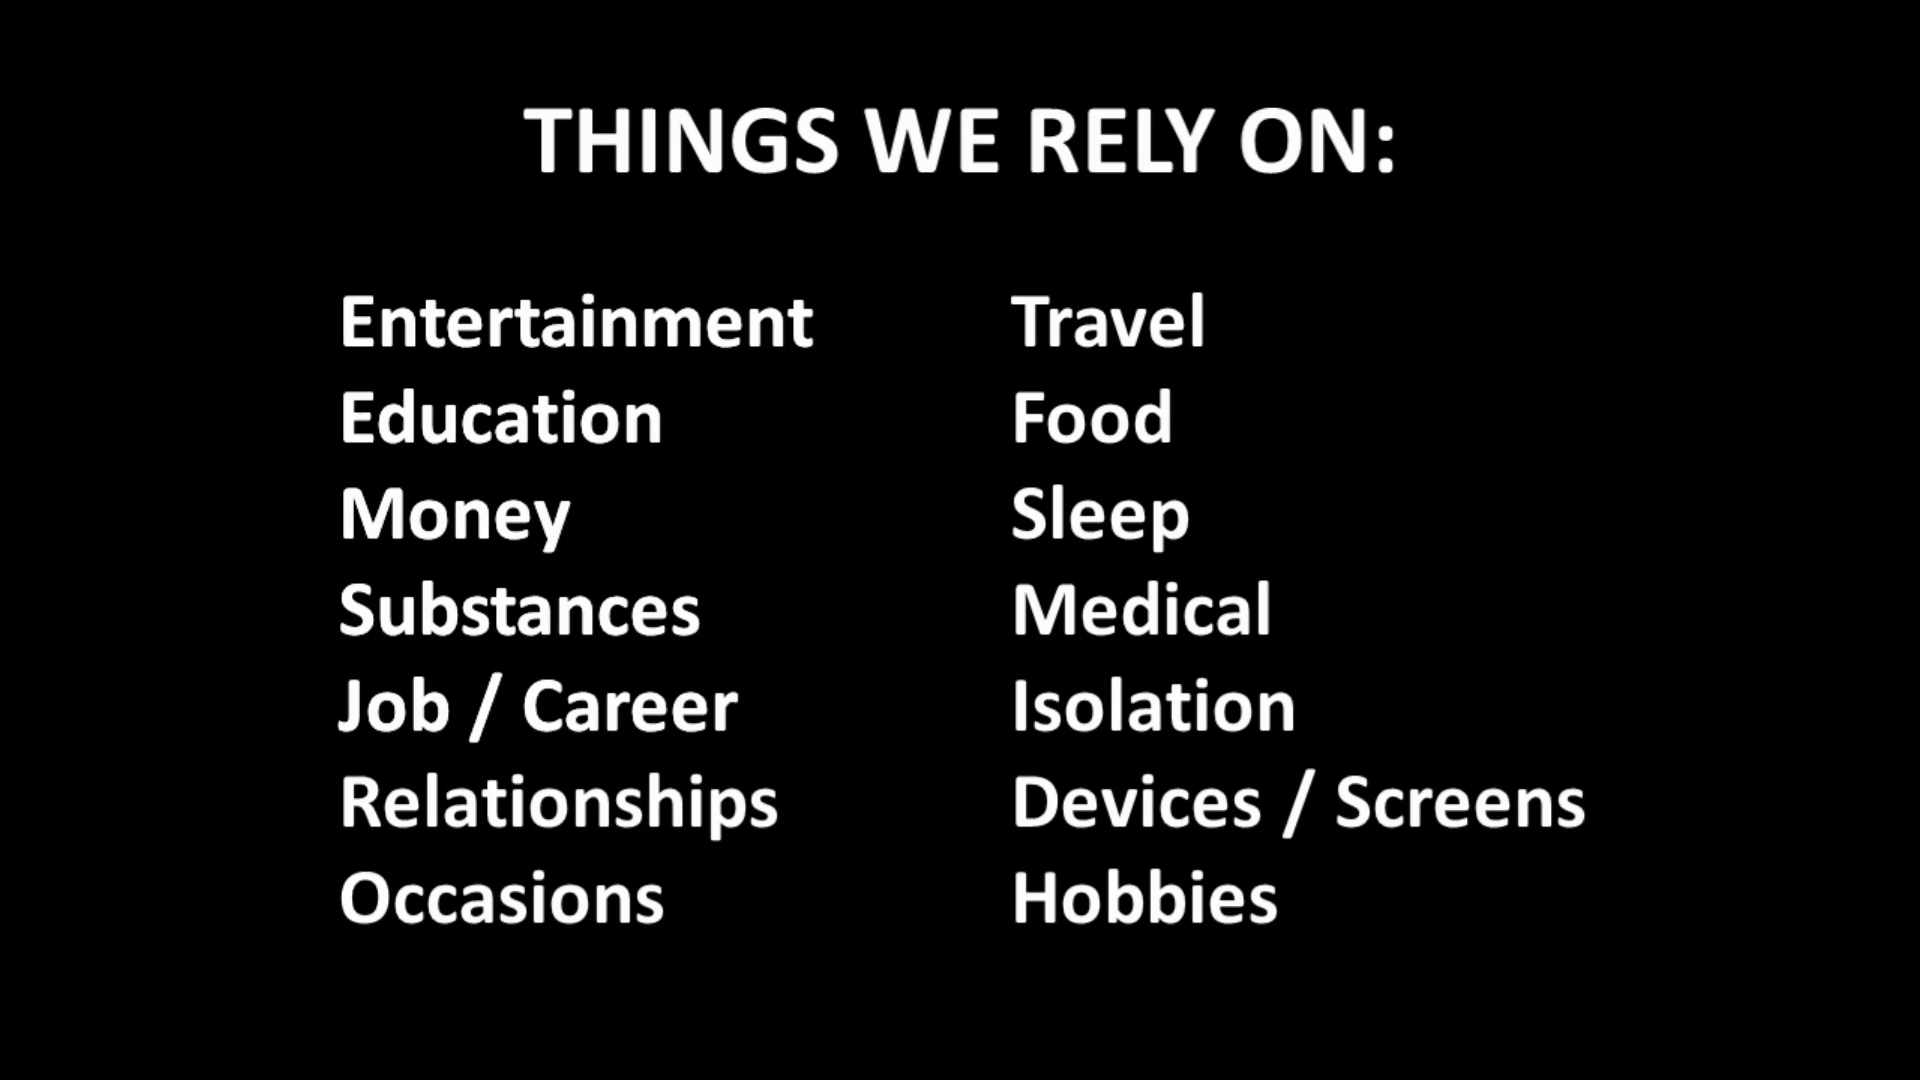 THINGS WE RELY ON:
Entertainment
Education
Money
Substances
Job / Career
Relationships
Occasions
Travel
Food
Sleep
Medical
Isolation
Devices / Screens
Hobbies